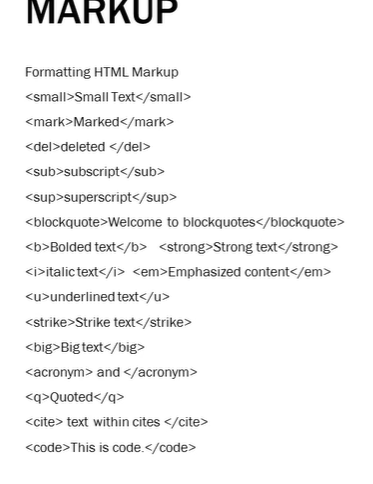 MARKUP
Formatting HTML Markup
<small>Small Text</small>
<mark>Marked</mark>
<del>deleted </del>
<sub>subscript</sub>
<sup>superscript</sup>
<blockquote>Welcome to blockquotes</blockquote>
<b>Bolded text</b> <strong>Strong text</strong>
<i>italic text</i> <em>Emphasized content</em>
<u>underlined text</u>
<strike>Strike text</strike>
<big>Big text</big>
<acronym> and </acronym>
<q>Quoted</q>
<cite> text within cites </cite>
<code>This is code.</code>